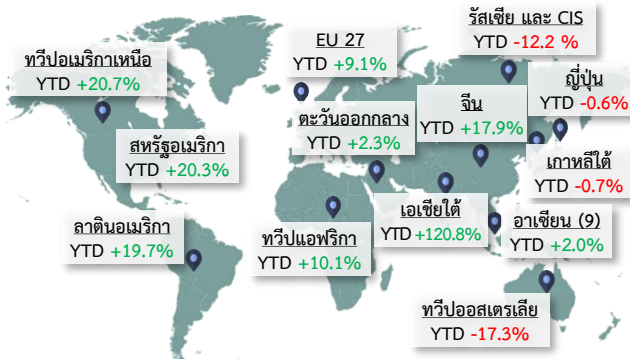 รัสเซีย และ CIS
YTD -12.2 %
EU 27
YTD +9.1%
ทวีปอเมริกาเหนือ
YTD +20.7%
ญี่ปุ่น
YTD -0.6%
จีน
YTD +17.9%
ตะวันออกกลาง
YTD +2.3%
สหรัฐอเมริกา
YTD +20.3%
เกาหลีใต้
YTD -0.7%
เอเชียใต้
YTD +120.8%
อาเซียน (9)
YTD +2.0%
ลาตินอเมริกา
YTD +19.7%
ทวีปแอฟริกา
YTD +10.1%
ทวีปออสเตรเลีย
YTD -17.3%